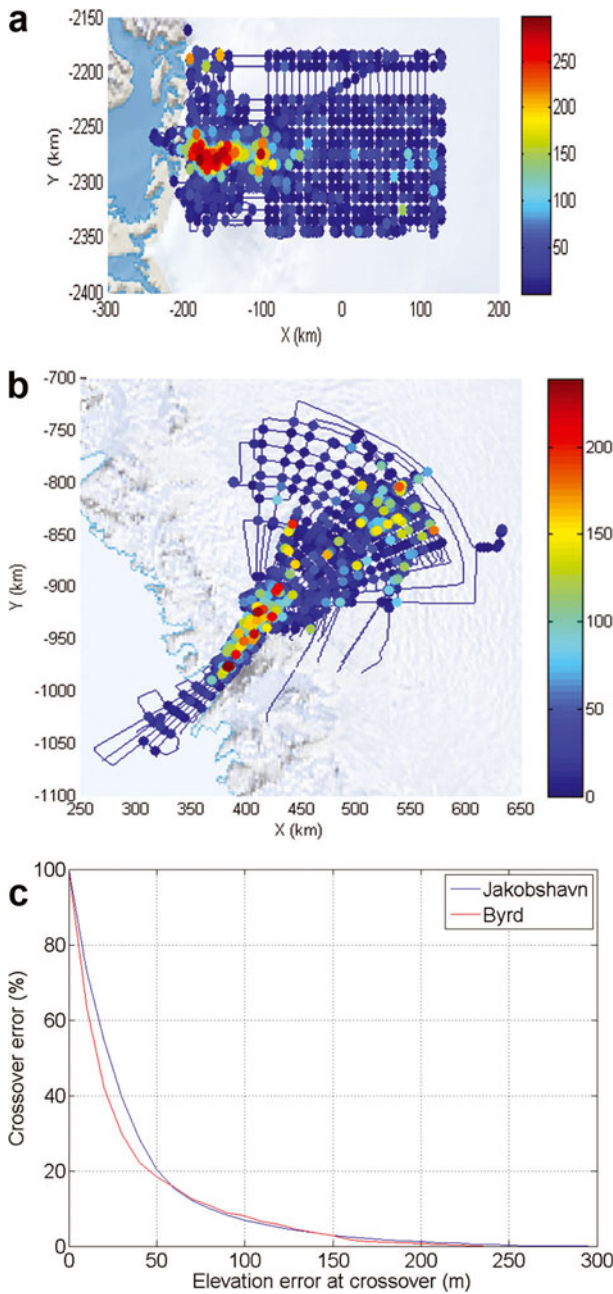 a
-2150
-2200
-2250
-2300
-2350
-2400
Y (km)
-300 -200 -100 0 100 200
X (km)
250
200
150
100
50
b
-700
-750
-800
-850
-900
-950
-1000
-1050
-1100
Y (km)
250 300 350 400 450 500 550 600 650
X (km)
200
150
100
50
0
c
100
80
60
40
20
0
Crossover error (%)
Jakobshavn
Byrd
0 50 100 150 200 250 300
Elevation error at crossover (m)